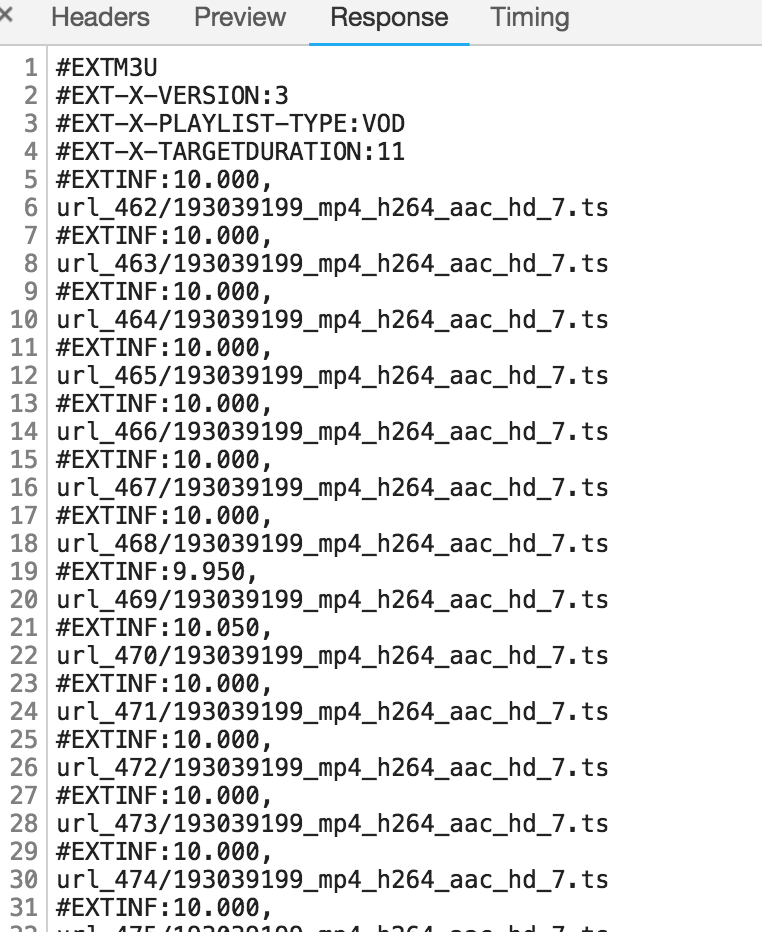 Headers Preview Response Timing
1 #EXTM3U
2 #EXT-X-VERSION:3
3 #EXT-X-PLAYLIST-TYPE:VOD
4 #EXT-X-TARGETDURATION:11
5 #EXTINF:10.000,
6 url_462/193039199_mp4_h264_aac_hd_7.ts
7 #EXTINF:10.000,
8 url_463/193039199_mp4_h264_aac_hd_7.ts
9 #EXTINF:10.000,
10 url_464/193039199_mp4_h264_aac_hd_7.ts
11 #EXTINF:10.000,
12 url_465/193039199_mp4_h264_aac_hd_7.ts
13 #EXTINF:10.000,
14 url_466/193039199_mp4_h264_aac_hd_7.ts
15 #EXTINF:10.000,
16 url_467/193039199_mp4_h264_aac_hd_7.ts
17 #EXTINF:10.000,
18 url_468/193039199_mp4_h264_aac_hd_7.ts
19 #EXTINF:9.950,
20 url_469/193039199_mp4_h264_aac_hd_7.ts
21 #EXTINF:10.050,
22 url_470/193039199_mp4_h264_aac_hd_7.ts
23 #EXTINF:10.000,
24 url_471/193039199_mp4_h264_aac_hd_7.ts
25 #EXTINF:10.000,
26 url_472/193039199_mp4_h264_aac_hd_7.ts
27 #EXTINF:10.000,
28 url_473/193039199_mp4_h264_aac_hd_7.ts
29 #EXTINF:10.000,
30 url_474/193039199_mp4_h264_aac_hd_7.ts
31 #EXTINF:10.000,